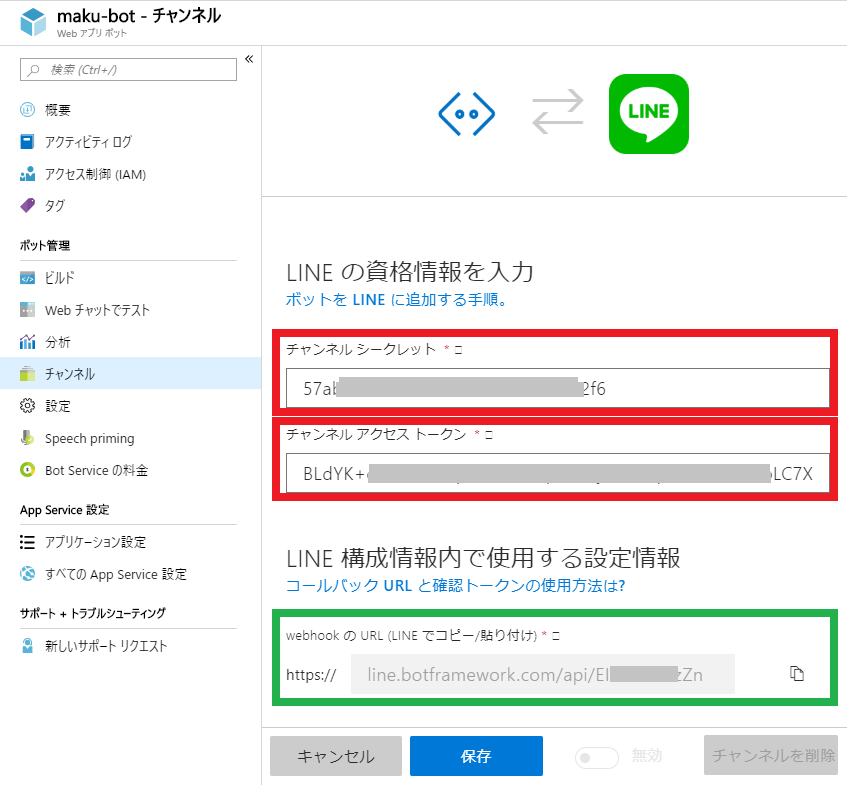 maku-bot - チャンネル
Web アプリ ボット
検索 (Ctrl+/)
概要
アクティビティ ログ
アクセス制御 (IAM)
タグ
ボット管理
ビルド
Web チャットでテスト
分析
チャンネル
設定
Speech priming
Bot Service の料金
App Service 設定
アプリケーション設定
すべての App Service 設定
サポート + トラブルシューティング
新しいサポート リクエスト
LINE
LINE の資格情報を入力
ボットを LINE に追加する手順。
チャンネル シークレット *
57ab 2f6
チャンネル アクセス トークン *
BLdYK+ LC7X
LINE 構成情報内で使用する設定情報
コールバック URL と確認トークンの使用方法は?
webhook の URL (LINE でコピー/貼り付け) *
https:// line.botframework.com/api/EI zZn
キャンセル 保存 無効 チャンネルを削除